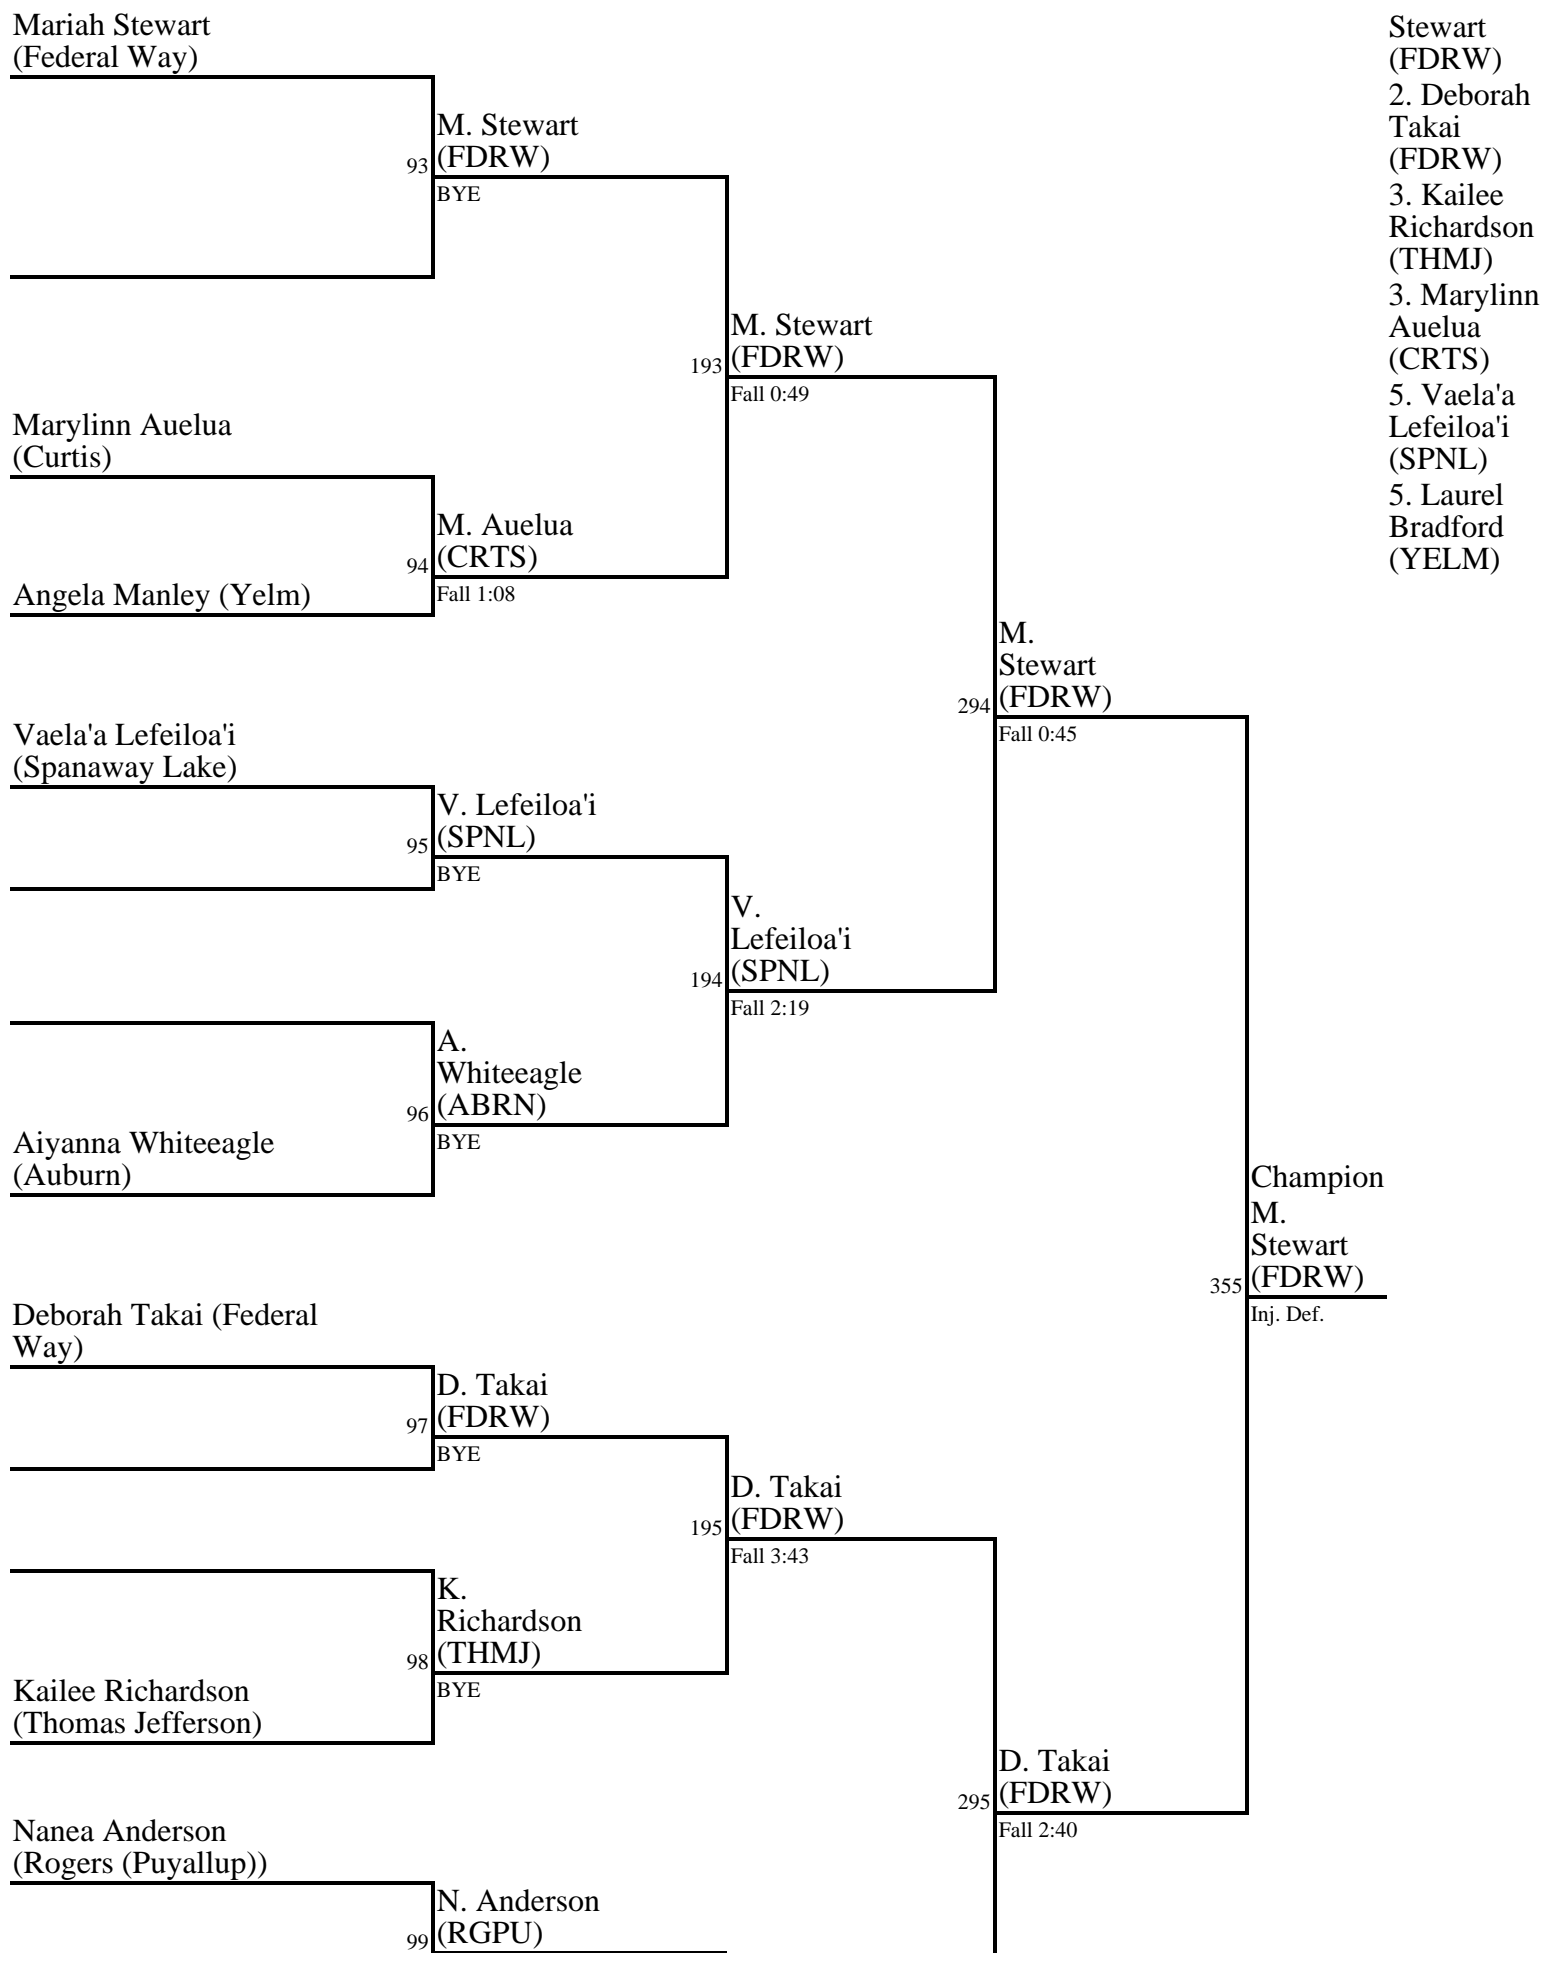 Mariah Stewart
(Federal Way)
93
M. Stewart
(FDRW)
BYE
193
M. Stewart
(FDRW)
Fall 0:49
Marylinn Auelua
(Curtis)
94
M. Auelua
(CRTS)
Fall 1:08
Angela Manley (Yelm)
294
M.
Stewart
(FDRW)
Fall 0:45
Vaela'a Lefeiloa'i
(Spanaway Lake)
95
V. Lefeiloa'i
(SPNL)
BYE
194
V.
Lefeiloa'i
(SPNL)
Fall 2:19
96
A.
Whiteeagle
(ABRN)
BYE
Aiyanna Whiteeagle
(Auburn)
355
Champion
M.
Stewart
(FDRW)
Inj. Def.
Deborah Takai (Federal
Way)
97
D. Takai
(FDRW)
BYE
195
D. Takai
(FDRW)
Fall 3:43
98
K.
Richardson
(THMJ)
BYE
Kailee Richardson
(Thomas Jefferson)
295
D. Takai
(FDRW)
Fall 2:40
Nanea Anderson
(Rogers (Puyallup))
99
N. Anderson
(RGPU)
Stewart
(FDRW)
2. Deborah
Takai
(FDRW)
3. Kailee
Richardson
(THMJ)
3. Marylinn
Auelua
(CRTS)
5. Vaela'a
Lefeiloa'i
(SPNL)
5. Laurel
Bradford
(YELM)